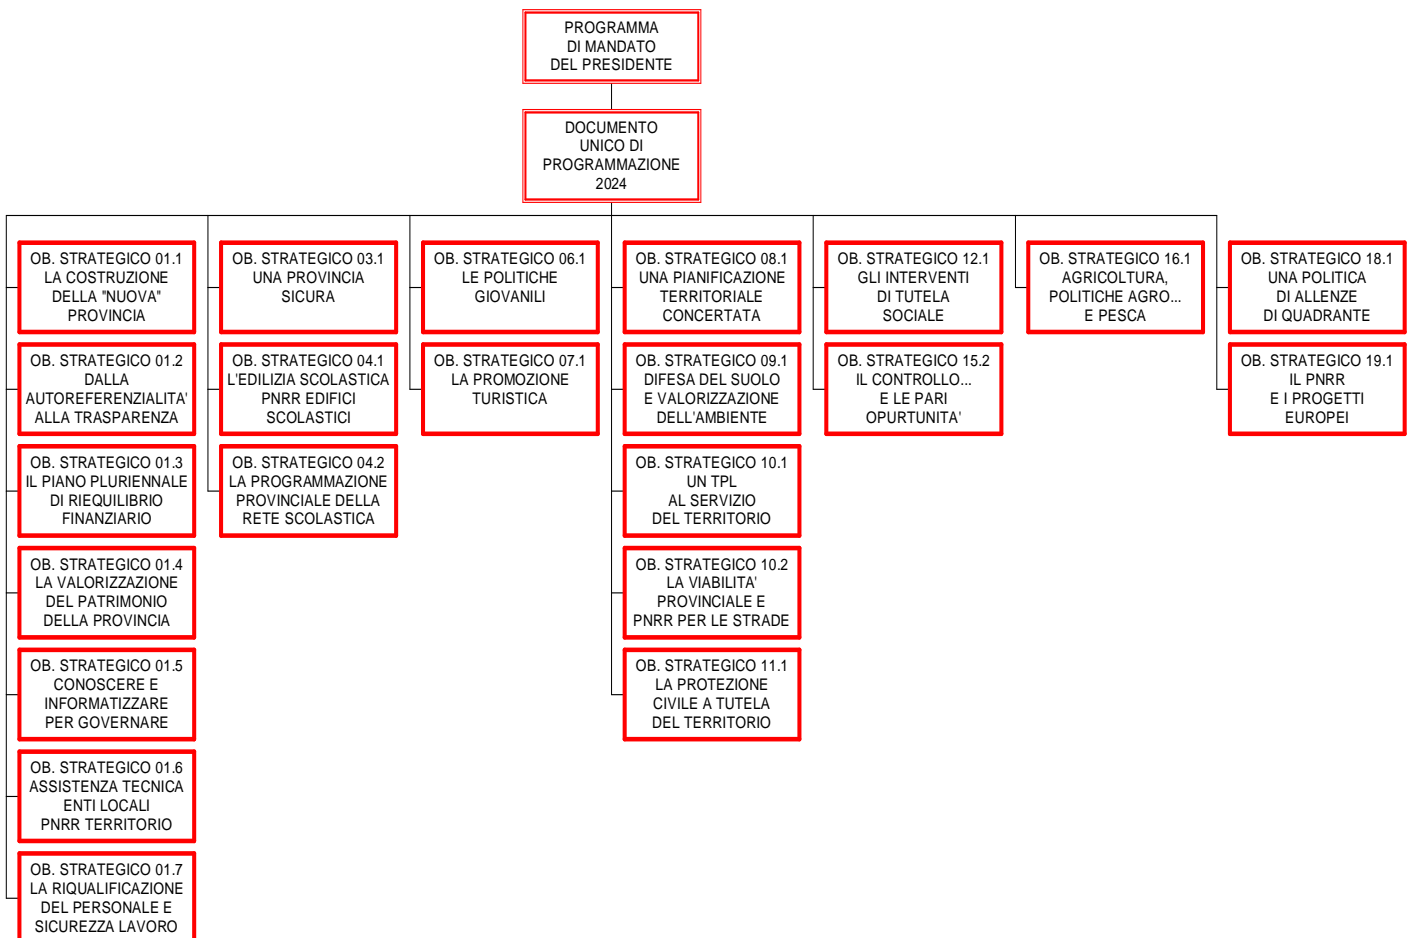 PROGRAMMA
DI MANDATO
DEL PRESIDENTE
DOCUMENTO
UNICO DI
PROGRAMMAZIONE
2024
OB. STRATEGICO 01.1
LA COSTRUZIONE
DELLA "NUOVA"
PROVINCIA
OB. STRATEGICO 01.2
DALLA
AUTOREFERENZIALITA'
ALLA TRASPARENZA
OB. STRATEGICO 01.3
IL PIANO PLURIENNALE
DI RIEQUILIBRIO
FINANZIARIO
OB. STRATEGICO 01.4
LA VALORIZZAZIONE
DEL PATRIMONIO
DELLA PROVINCIA
OB. STRATEGICO 01.5
CONOSCERE E
INFORMATIZZARE
PER GOVERNARE
OB. STRATEGICO 01.6
ASSISTENZA TECNICA
ENTI LOCALI
PNRR TERRITORIO
OB. STRATEGICO 01.7
LA RIQUALIFICAZIONE
DEL PERSONALE E
SICUREZZA LAVORO
OB. STRATEGICO 03.1
UNA PROVINCIA
SICURA
OB. STRATEGICO 04.1
L'EDILIZIA SCOLASTICA
PNRR EDIFICI
SCOLASTICI
OB. STRATEGICO 04.2
LA PROGRAMMAZIONE
PROVINCIALE DELLA
RETE SCOLASTICA
OB. STRATEGICO 06.1
LE POLITICHE
GIOVANILI
OB. STRATEGICO 07.1
LA PROMOZIONE
TURISTICA
OB. STRATEGICO 08.1
UNA PIANIFICAZIONE
TERRITORIALE
CONCERTATA
OB. STRATEGICO 09.1
DIFESA DEL SUOLO
E VALORIZZAZIONE
DELL'AMBIENTE
OB. STRATEGICO 10.1
UN TPL
AL SERVIZIO
DEL TERRITORIO
OB. STRATEGICO 10.2
LA VIABILITA'
PROVINCIALE E
PNRR PER LE STRADE
OB. STRATEGICO 11.1
LA PROTEZIONE
CIVILE A TUTELA
DEL TERRITORIO
OB. STRATEGICO 12.1
GLI INTERVENTI
DI TUTELA
SOCIALE
OB. STRATEGICO 15.2
IL CONTROLLO...
E LE PARI
OPURTUNITA'
OB. STRATEGICO 16.1
AGRICOLTURA,
POLITICHE AGRO...
E PESCA
OB. STRATEGICO 18.1
UNA POLITICA
DI ALLENZE
DI QUADRANTE
OB. STRATEGICO 19.1
IL PNRR
E I PROGETTI
EUROPEI